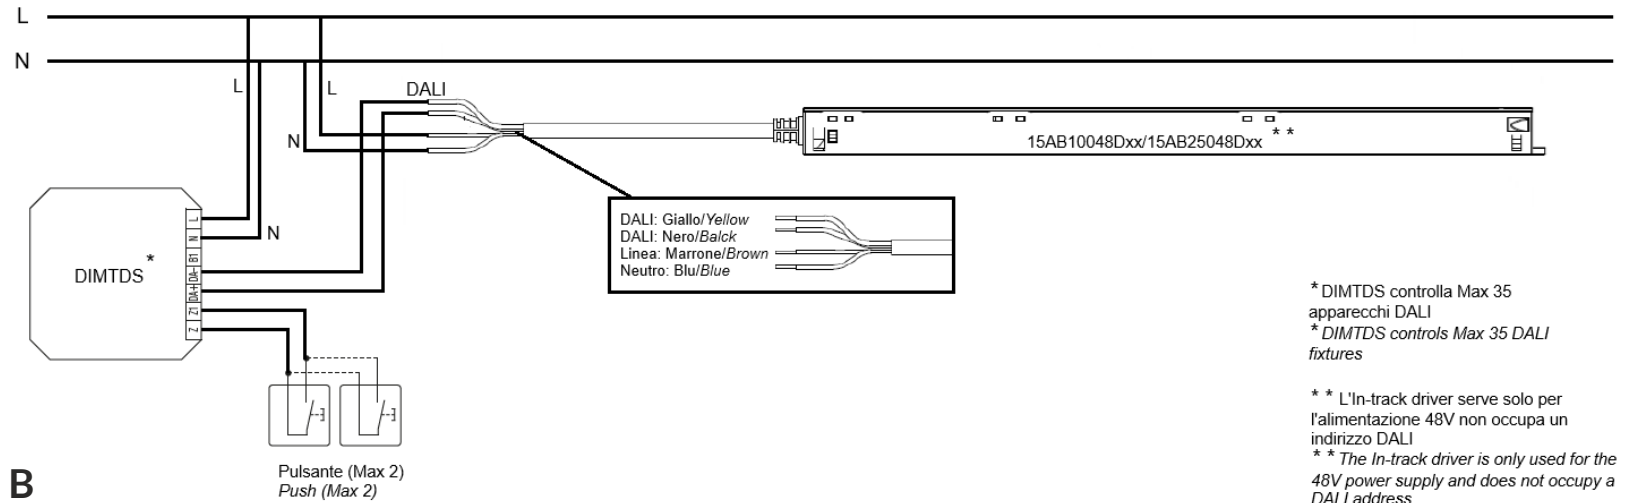 L
N
L
L
DALI
N
15AB10048Dxx/15AB25048Dxx * *
L
N
N
B1
DA-
DA+
Z1
Z
DIMTDS *
DALI: Giallo/Yellow
DALI: Nero/Balck
Linea: Marrone/Brown
Neutro: Blu/Blue
* DIMTDS controlla Max 35
apparecchi DALI
* DIMTDS controls Max 35 DALI
fixtures
* * L'In-track driver serve solo per
l'alimentazione 48V non occupa un
indirizzo DALI
* * The In-track driver is only used for the
48V power supply and does not occupy a
DALI address
Pulsante (Max 2)
Push (Max 2)
B